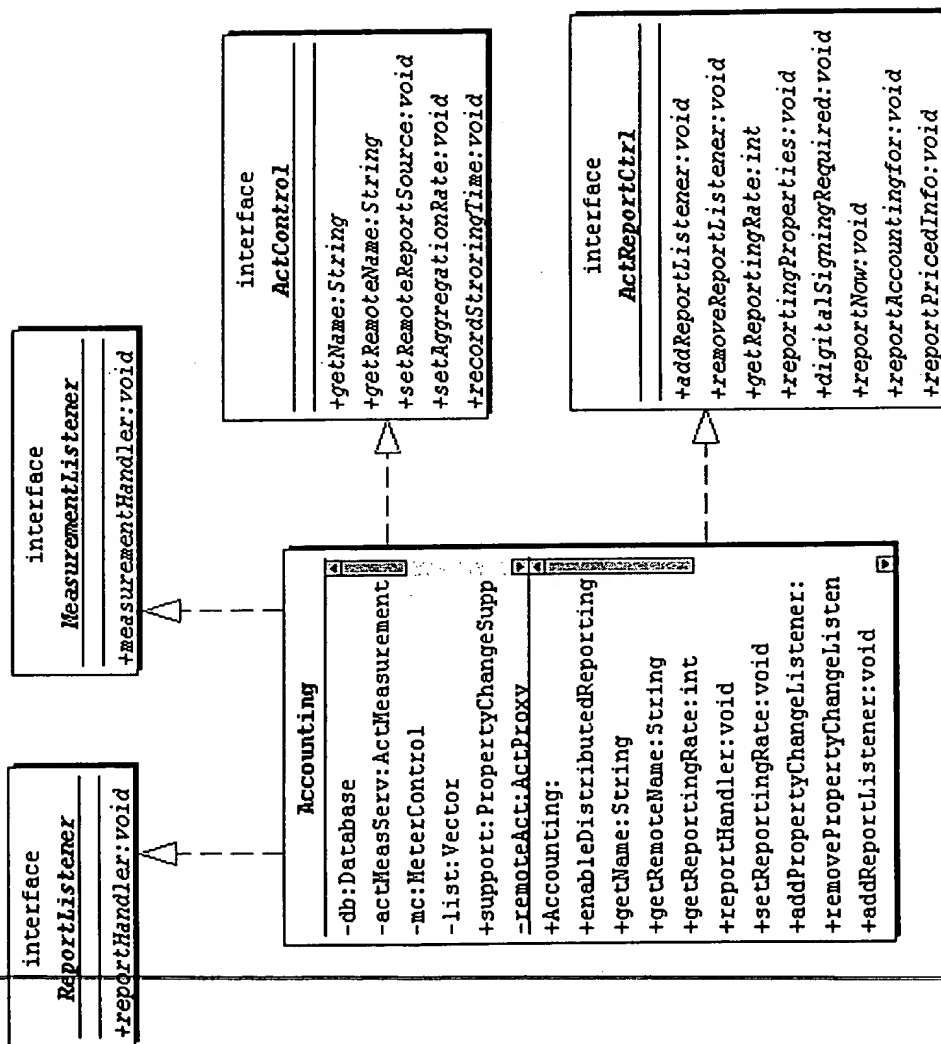 interface
ReportListener
+reportHandler:void
interface
MeasurementListener
+measurementHandler:void
Accounting
-db:Database
-actMeasServ:ActMeasurement
-mc:MeterControl
-list:Vector
+support:PropertyChangeSupp
-remoteAct:ActProxy
+Accounting:
+enableDistributedReporting
+getName:String
+getRemoteName:String
+getReportingRate:int
+reportHandler:void
+setReportingRate:void
+addPropertyChangeListener:
+removePropertyChangeListen
+addReportListener:void
interface
ActControl
+getName:String
+getRemoteName:String
+setRemoteReportSource:void
+setAggregationRate:void
+recordStroringTime:void
interface
ActReportCtrl
+addReportListener:void
+removeReportListener:void
+getReportingRate:int
+reportingProperties:void
+digitalSigningRequired:void
+reportNow:void
+reportAccountingfor:void
+reportPricedInfo:void